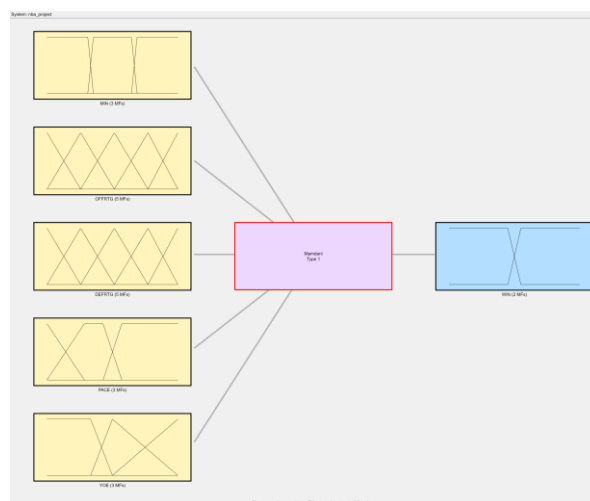 System: nba_project
MIN (3 MFs)
OFFRTG (5 MFs)
DEFRTG (5 MFs)
PACE (3 MFs)
Standard
Type 1
WIN (2 MFs)